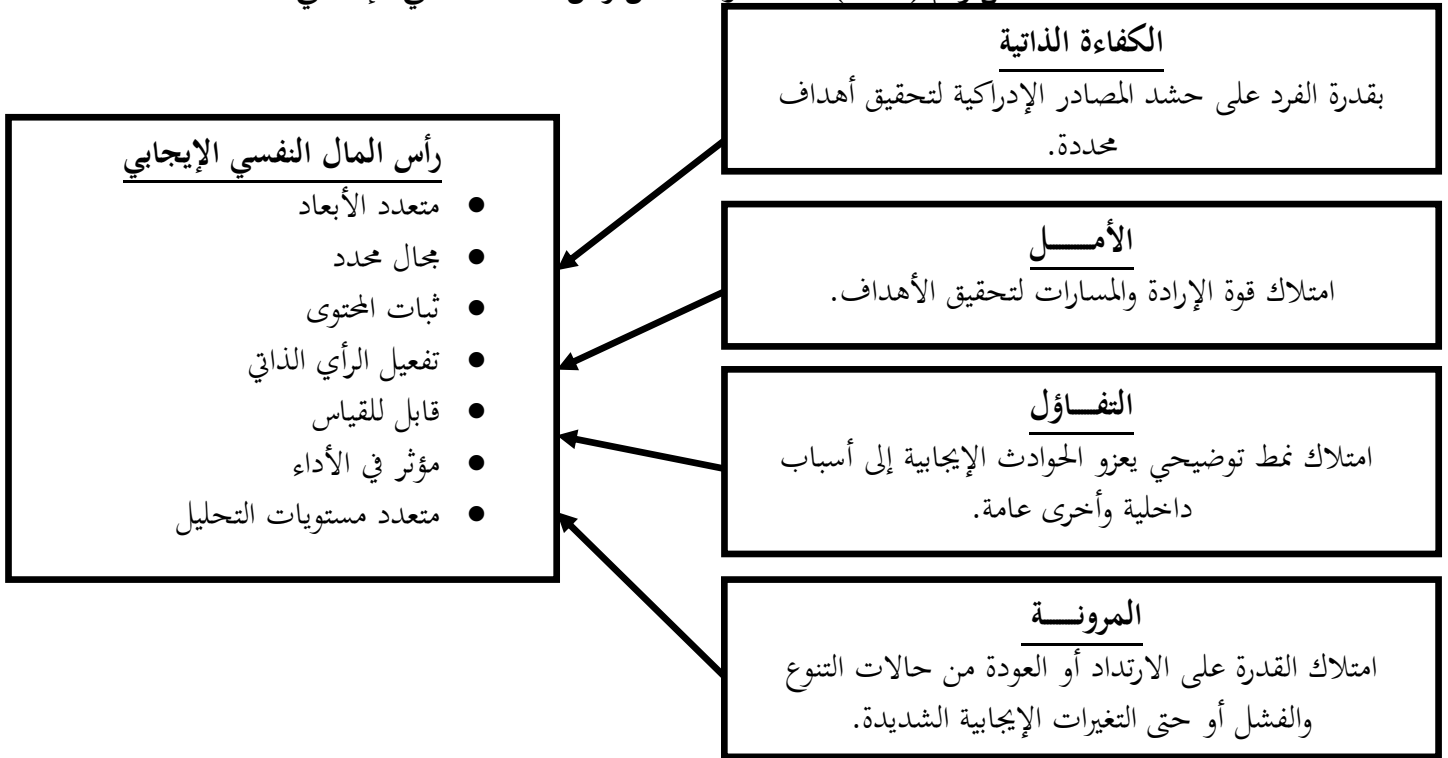 الكفاءة الذاتية
بقدرة الفرد على حشد المصادر الإدراكية لتحقيق أهداف
محددة.
الأمـــــل
امتلاك قوة الإرادة والمسارات لتحقيق الأهداف.
التفـــاؤل
امتلاك نمط توضيحي يعزو الحوادث الإيجابية إلى أسباب
داخلية وأخرى عامة.
المرونـــــة
امتلاك القدرة على الارتداد أو العودة من حالات التنوع
والفشل أو حتى التغيرات الإيجابية الشديدة.
رأس المال النفسي الإيجابي
● متعدد الأبعاد
● مجال محدد
● ثبات المحتوى
● تفعيل الرأي الذاتي
● قابل للقياس
● مؤثر في الأداء
● متعدد مستويات التحليل